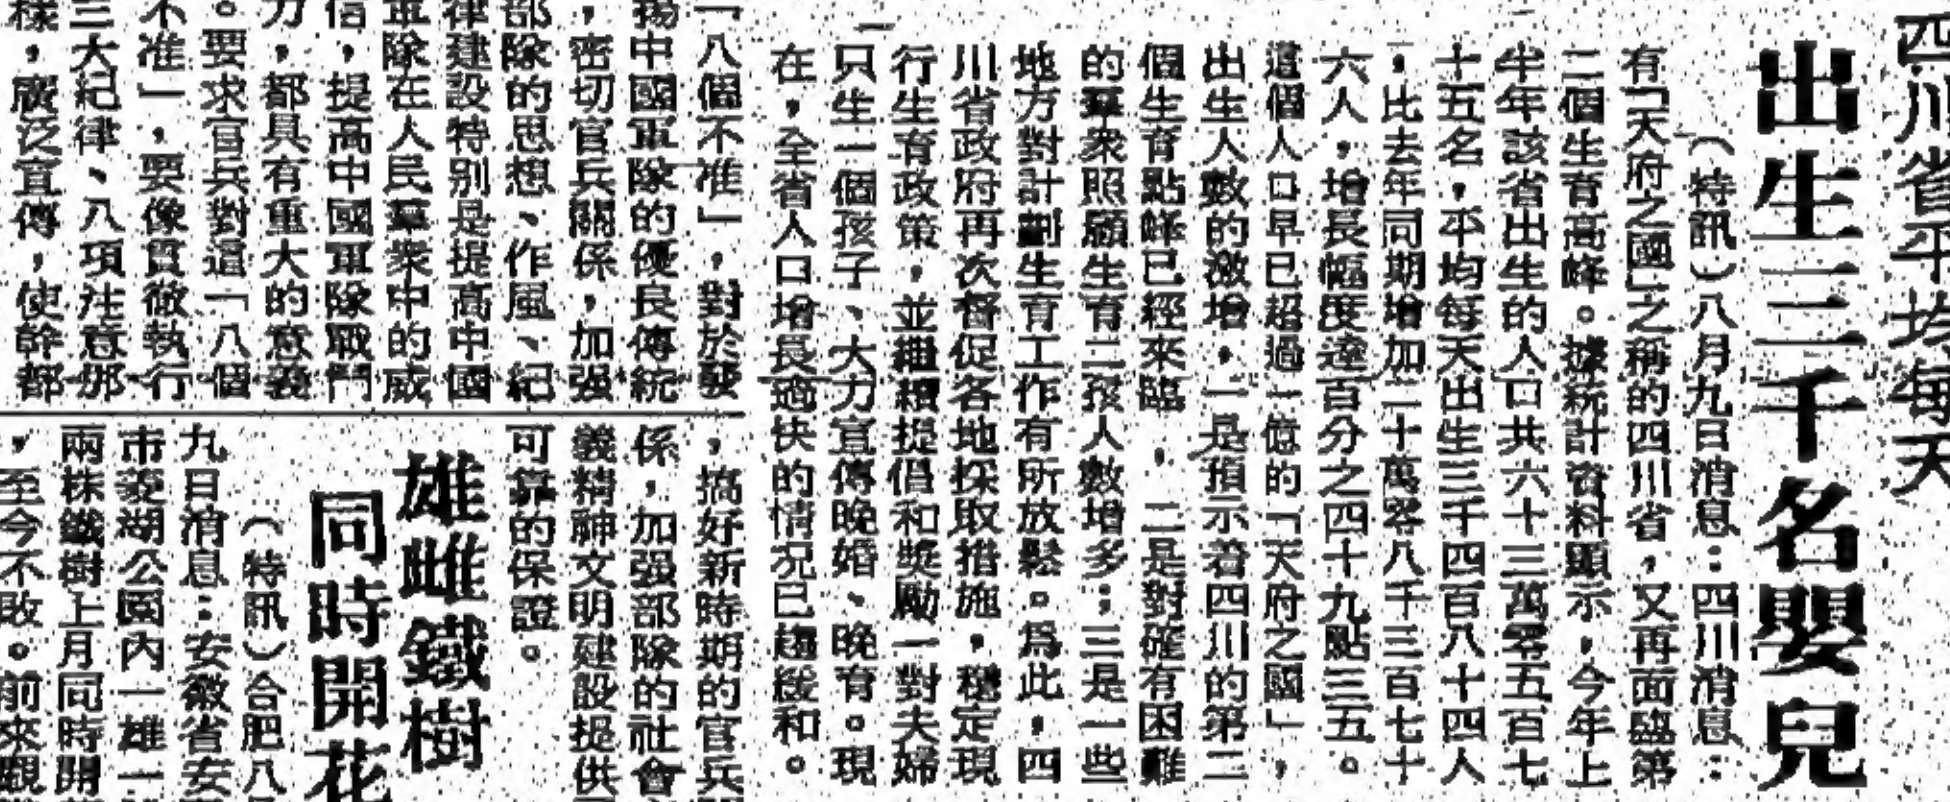 四川省平均每天
出生三千名嬰兒
（特訊）八月九日消息：四川消息：
有「天府之國」之稱的四川省，又再面臨第
二個生育高峰。據統計資料顯示，今年上
半年該省出生的人口共六十三萬零五百七
十五名，平均每天出生三千四百八十四人
，比去年同期增加二十萬零八千三百七十
六人，增長幅度達百分之四十九點三五。
這個人口早已超過一億的「天府之國」，
出生人數的激增，一是預示着四川的第二
個生育點峰已經來臨，二是對確有困難
的羣衆照顧生育二孩人數增多；三是一些
地方對計劃生育工作有所放鬆。爲此，四
川省政府再次督促各地採取措施，穩定現
行生育政策，並繼續提倡和獎勵一對夫婦
只生一個孩子、大力宣傳晚婚、晚育。現
在，全省人口增長過快的情況已趨緩和。
「八個不准」，對於發
揚中國軍隊的優良傳統
，密切官兵關係，加强
部隊的思想、作風、紀
律建設特別是提高中國
軍隊在人民羣衆中的威
信，提高中國軍隊戰鬥
力，都具有重大的意義
。要求官兵對這「八個
不准」，要像貫徹執行
三大紀律、八項注意那
樣，廣泛宣傳，使幹部
，搞好新時期的官兵
係，加强部隊的社會
義精神文明建設提供
可靠的保證。
雄雌鐵樹
同時開花
（特訊）合肥八
九日消息：安徽省安
市菱湖公園內一雄一
兩株鐵樹上月同時開
，至今不敗。前來觀